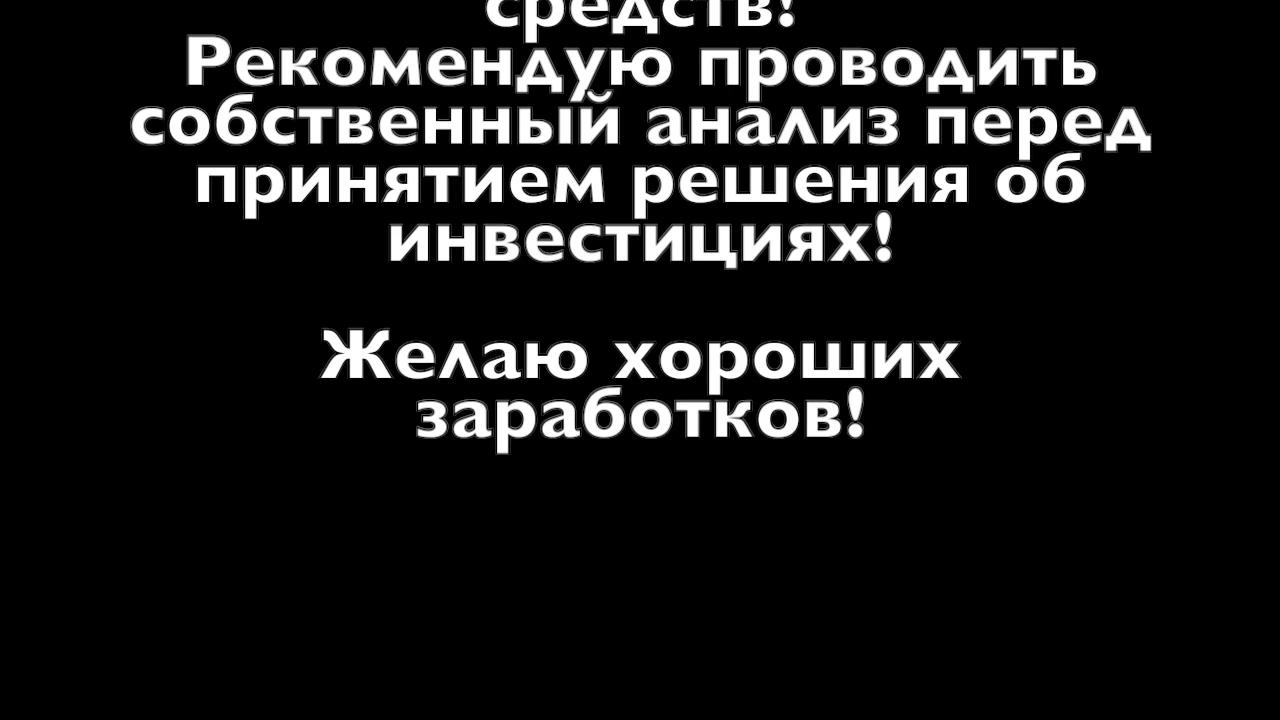 средств!
Рекомендую проводить
собственный анализ перед
принятием решения об
инвестициях!
Желаю хороших
заработков!